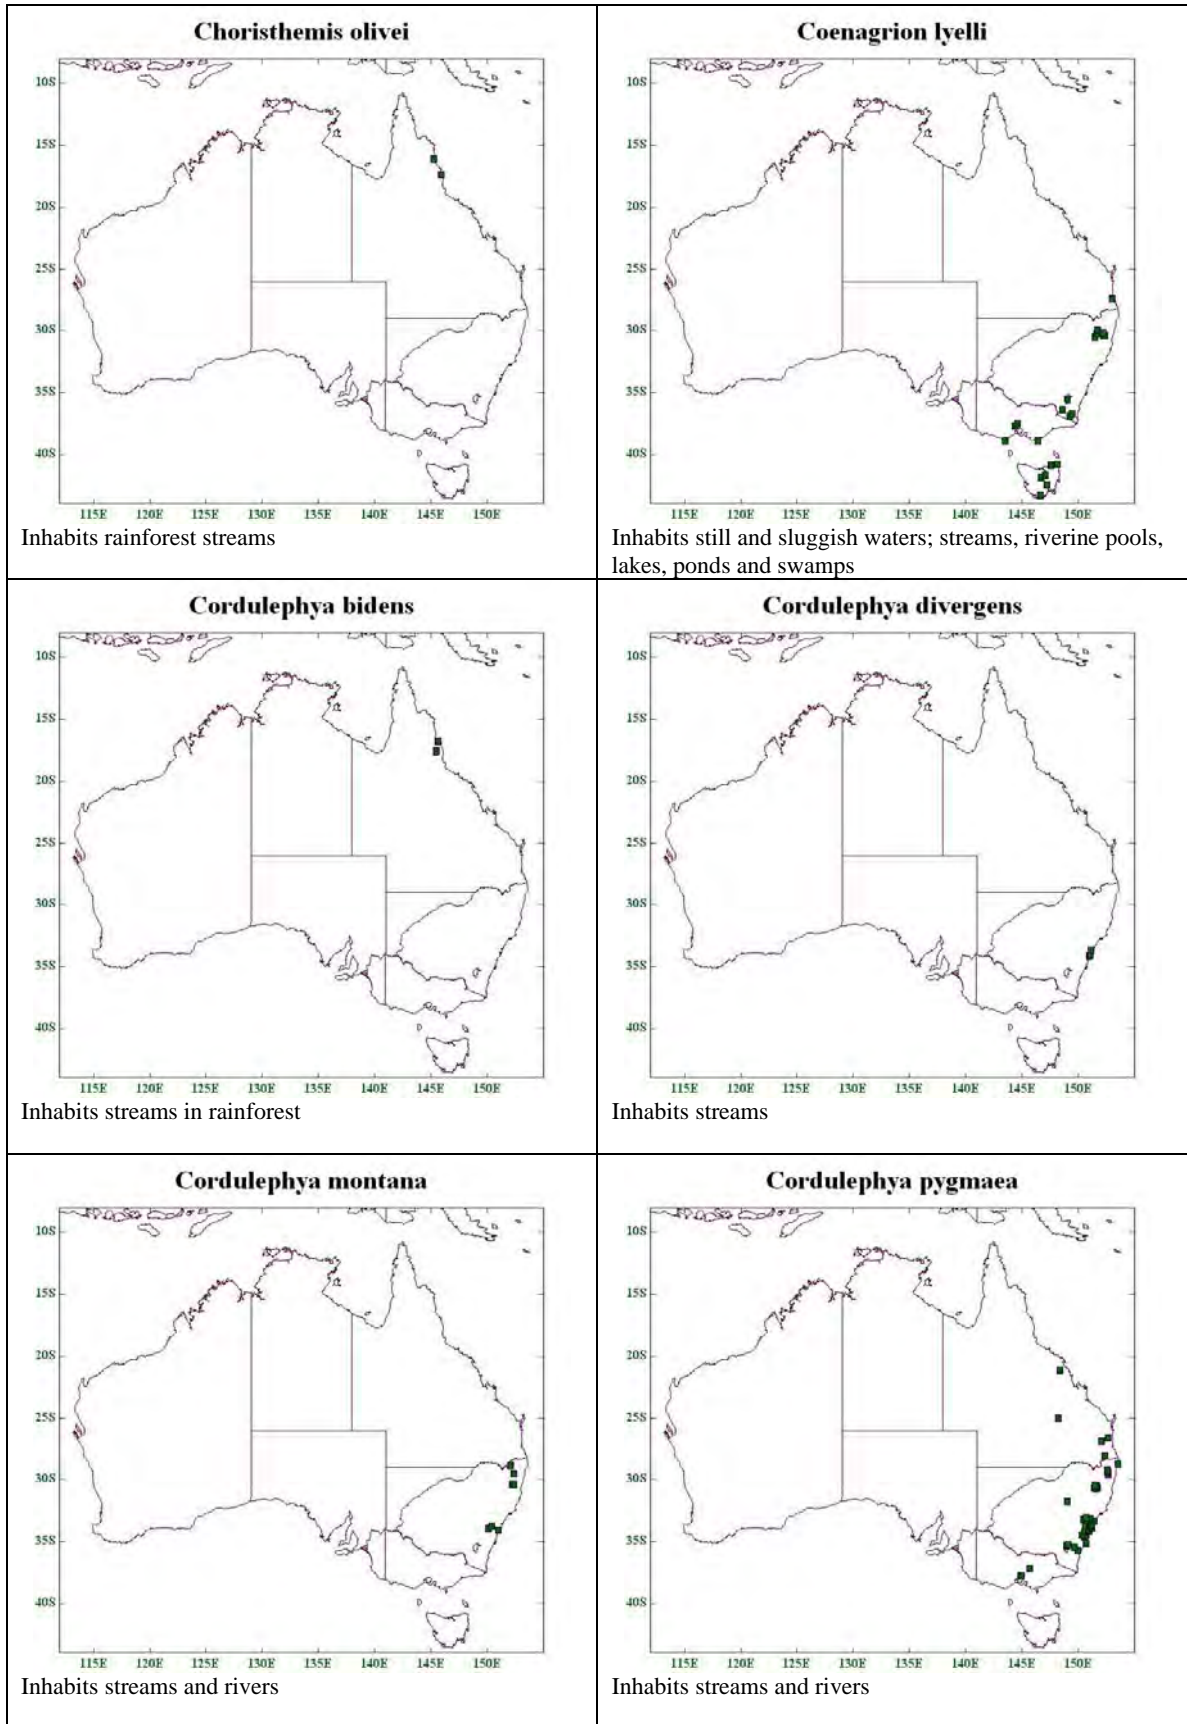 Choristhemis olivei
10S
15S
20S
25S
30S
35S
40S
115E 120E 125E 130E 135E 140E 145E 150E
Inhabits rainforest streams
Coenagrion lyelli
10S
15S
20S
25S
30S
35S
40S
115E 120E 125E 130E 135E 140E 145E 150E
Inhabits still and sluggish waters; streams, riverine pools,
lakes, ponds and swamps
Cordulephya bidens
10S
15S
20S
25S
30S
35S
40S
115E 120E 125E 130E 135E 140E 145E 150E
Inhabits streams in rainforest
Cordulephya divergens
10S
15S
20S
25S
30S
35S
40S
115E 120E 125E 130E 135E 140E 145E 150E
Inhabits streams
Cordulephya montana
10S
15S
20S
25S
30S
35S
40S
115E 120E 125E 130E 135E 140E 145E 150E
Inhabits streams and rivers
Cordulephya pygmaea
10S
15S
20S
25S
30S
35S
40S
115E 120E 125E 130E 135E 140E 145E 150E
Inhabits streams and rivers